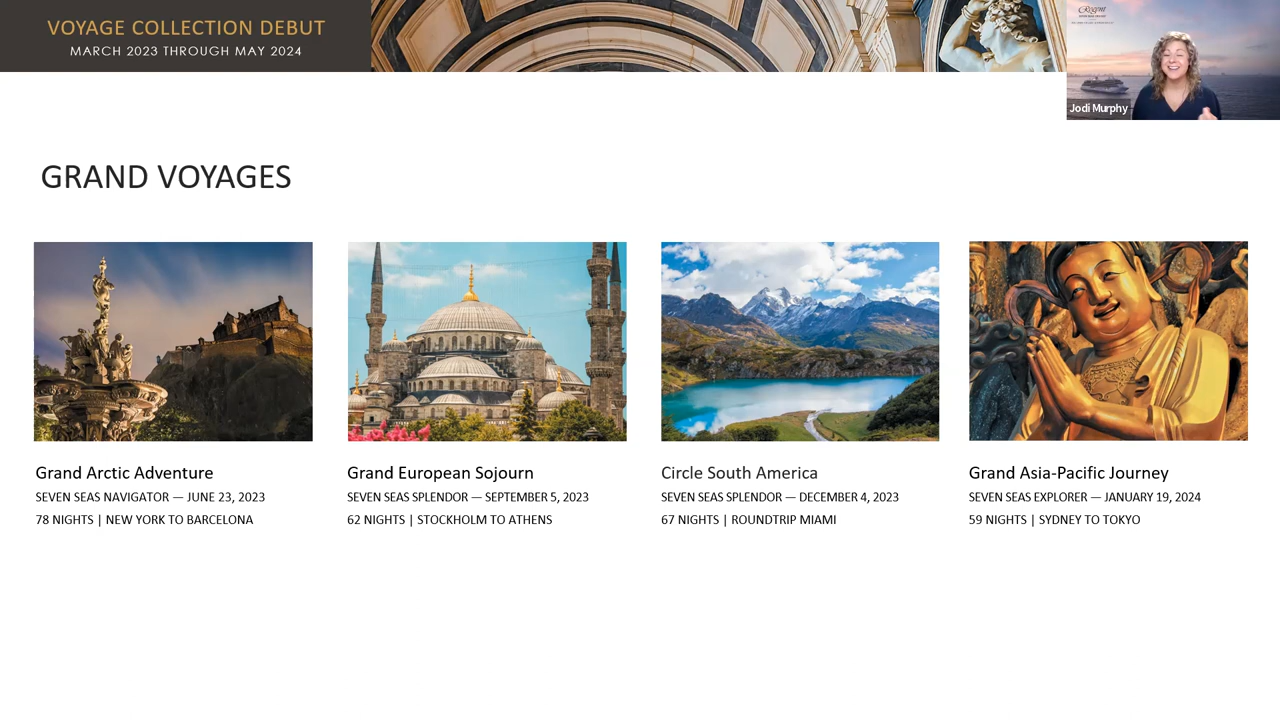 VOYAGE COLLECTION DEBUT
MARCH 2023 THROUGH MAY 2024
Regent
Jodi Murphy
GRAND VOYAGES
Grand Arctic Adventure
SEVEN SEAS NAVIGATOR — JUNE 23, 2023
78 NIGHTS | NEW YORK TO BARCELONA
Grand European Sojourn
SEVEN SEAS SPLENDOR — SEPTEMBER 5, 2023
62 NIGHTS | STOCKHOLM TO ATHENS
Circle South America
SEVEN SEAS SPLENDOR — DECEMBER 4, 2023
67 NIGHTS | ROUNDTRIP MIAMI
Grand Asia-Pacific Journey
SEVEN SEAS EXPLORER — JANUARY 19, 2024
59 NIGHTS | SYDNEY TO TOKYO